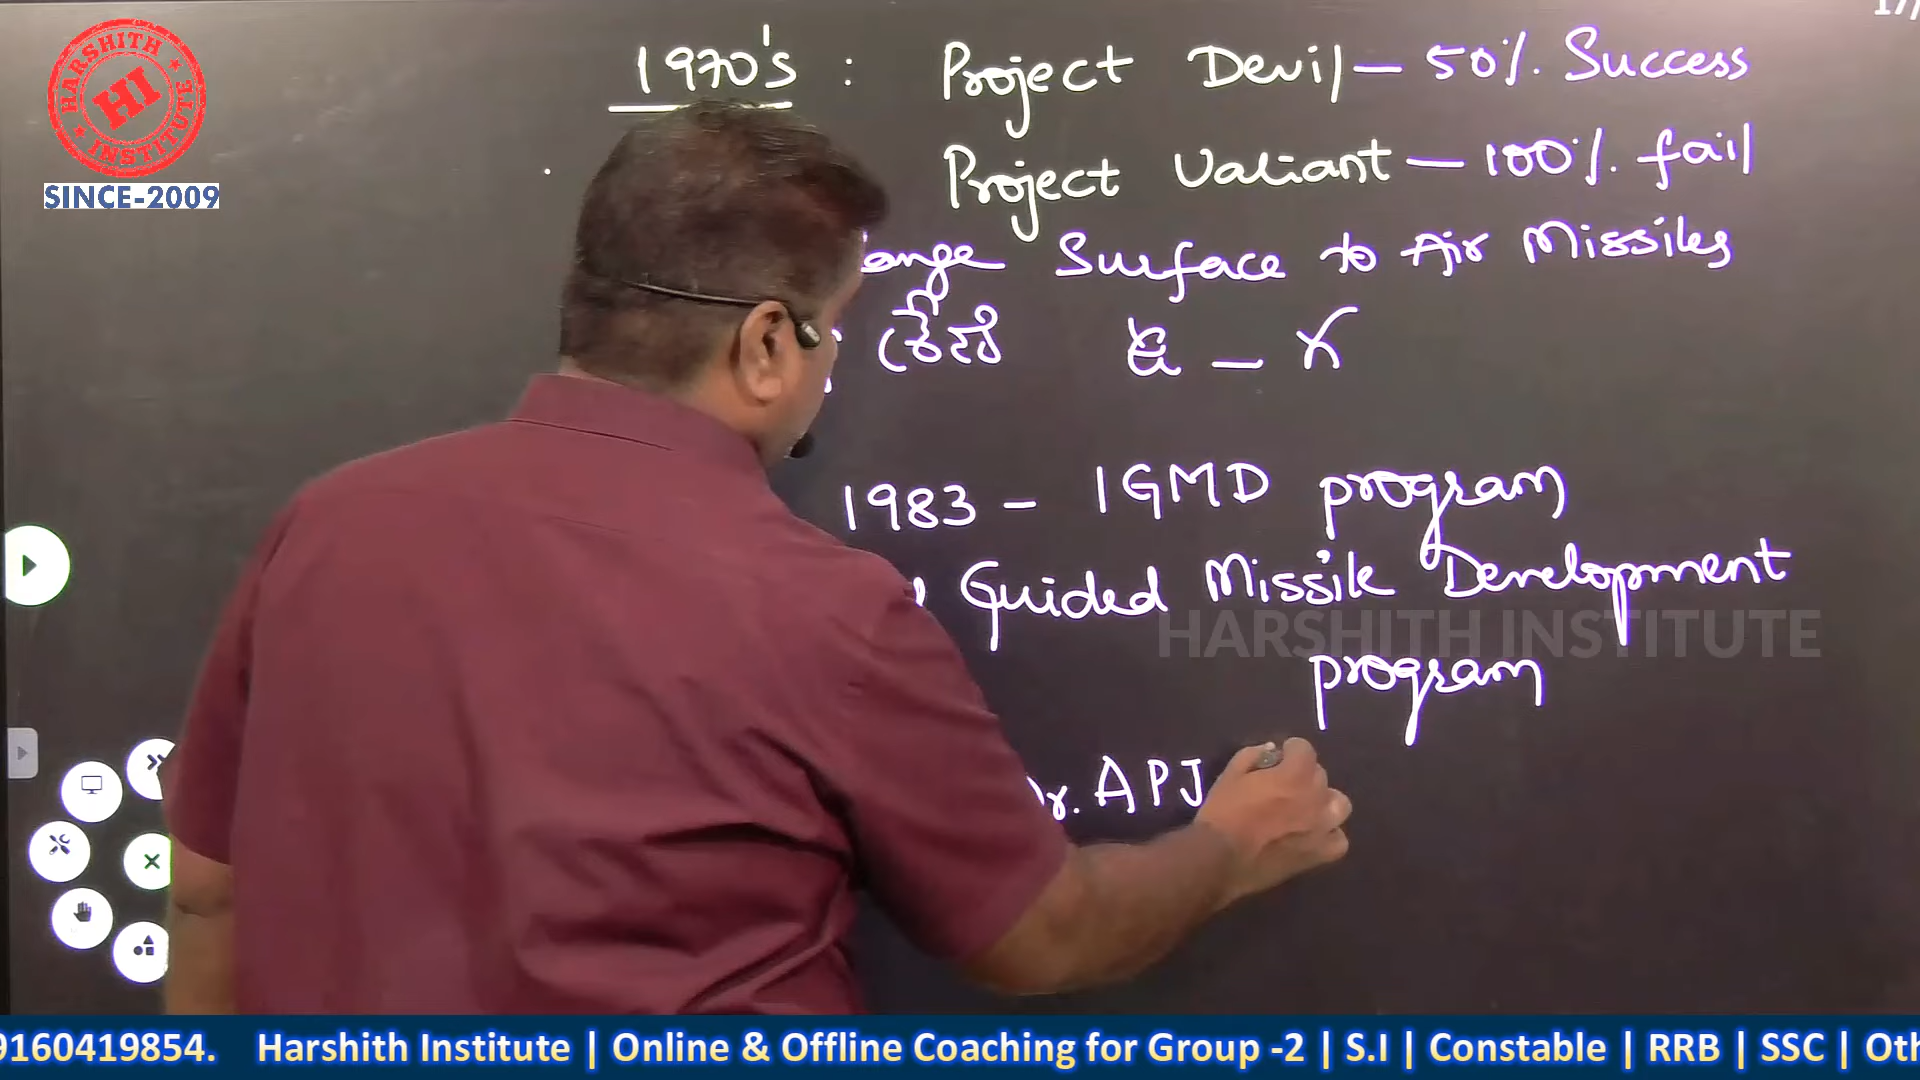 17/
HARSHITH
HI
INSTITUTE
SINCE-2009
1970's : Project Devil - 50% Success
Project Valiant - 100% fail
Surface to Air Missiles
1983 - IGMD program
Guided Missile Development
HARSHITH INSTITUTE
program
Dr. APJ
9160419854. Harshith Institute | Online & Offline Coaching for Group -2 | S.I | Constable | RRB | SSC | Oth